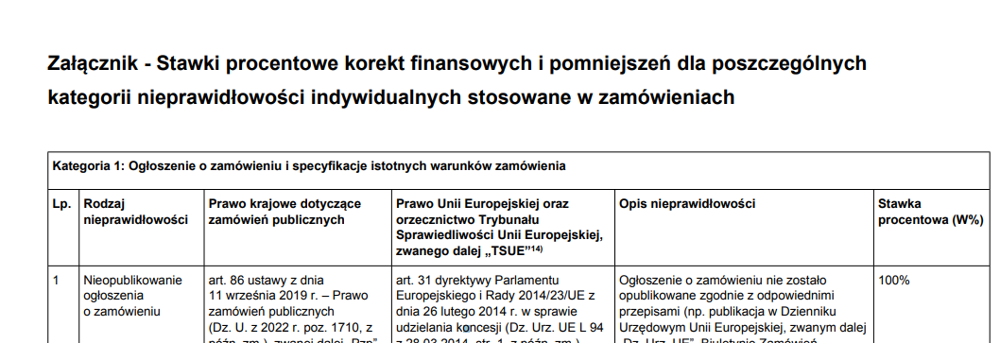 Załącznik - Stawki procentowe korekt finansowych i pomniejszeń dla poszczególnych
kategorii nieprawidłowości indywidualnych stosowane w zamówieniach
Kategoria 1: Ogłoszenie o zamówieniu i specyfikacje istotnych warunków zamówienia
Lp.
Rodzaj
nieprawidłowości
Prawo krajowe dotyczące
zamówień publicznych
Prawo Unii Europejskiej oraz
orzecznictwo Trybunału
Sprawiedliwości Unii Europejskiej,
zwanego dalej „TSUE”14)
Opis nieprawidłowości
Stawka
procentowa (W%)
1
Nieopublikowanie
ogłoszenia
o zamówieniu
art. 86 ustawy z dnia
11 września 2019 r. – Prawo
zamówień publicznych
(Dz. U. z 2022 r. poz. 1710, z
późn. zm.), zwanej dalej „Pzp”
art. 31 dyrektywy Parlamentu
Europejskiego i Rady 2014/23/UE z
dnia 26 lutego 2014 r. w sprawie
udzielania koncesji (Dz. Urz. UE L 94
z 28.03.2014, str. 1, z późn. zm.)
Ogłoszenie o zamówieniu nie zostało
opublikowane zgodnie z odpowiednimi
przepisami (np. publikacja w Dzienniku
Urzędowym Unii Europejskiej, zwanym dalej
„Dz. Urz. UE”, Biuletynie Zamówień
100%